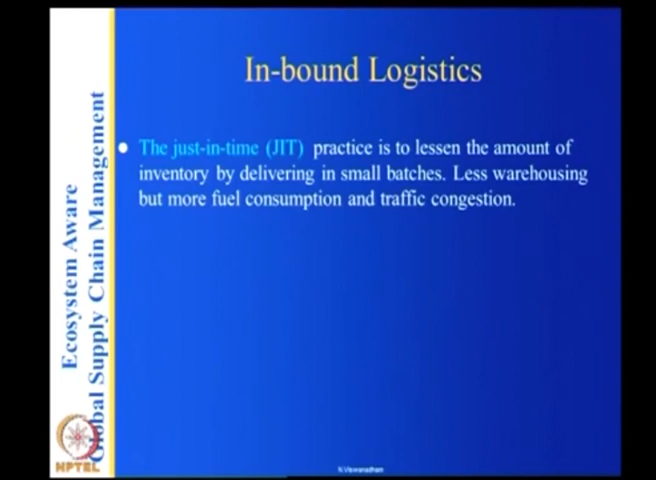 In-bound Logistics
The just-in-time (JIT) practice is to lessen the amount of
inventory by delivering in small batches. Less warehousing
but more fuel consumption and traffic congestion.
Ecosystem Aware
Global Supply Chain Management
NPTEL
N.Viswanadham